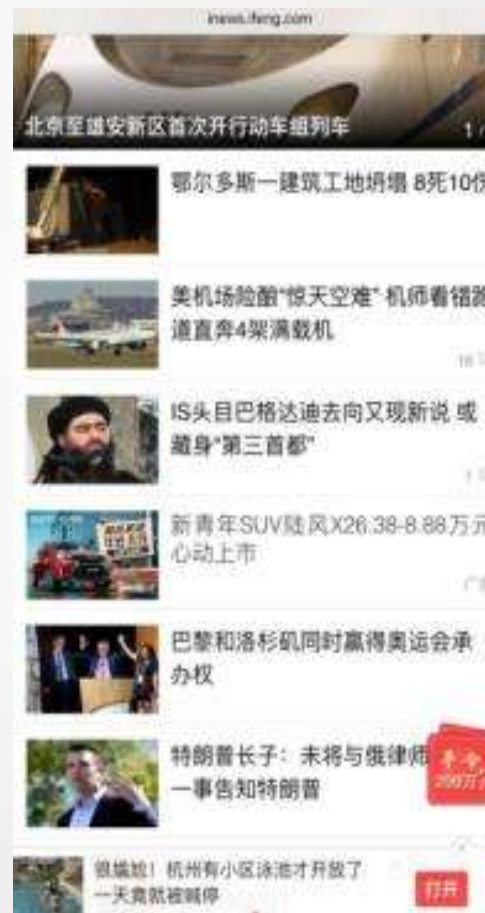 inews.ifeng.com
北京至雄安新区首次开行动车组列车
1/
鄂尔多斯一建筑工地坍塌 8死10伤
美机场险酿“惊天空难” 机师看错跑
道直奔4架满载机
IS头目巴格达迪去向又现新说 或
藏身“第三首都”
新青年SUV陆风X26.38-8.88万元
心动上市
巴黎和洛杉矶同时赢得奥运会承
办权
特朗普长子：未将与俄律师
一事告知特朗普
很尴尬！杭州有小区泳池才开放了
一天竟就被喊停
打开